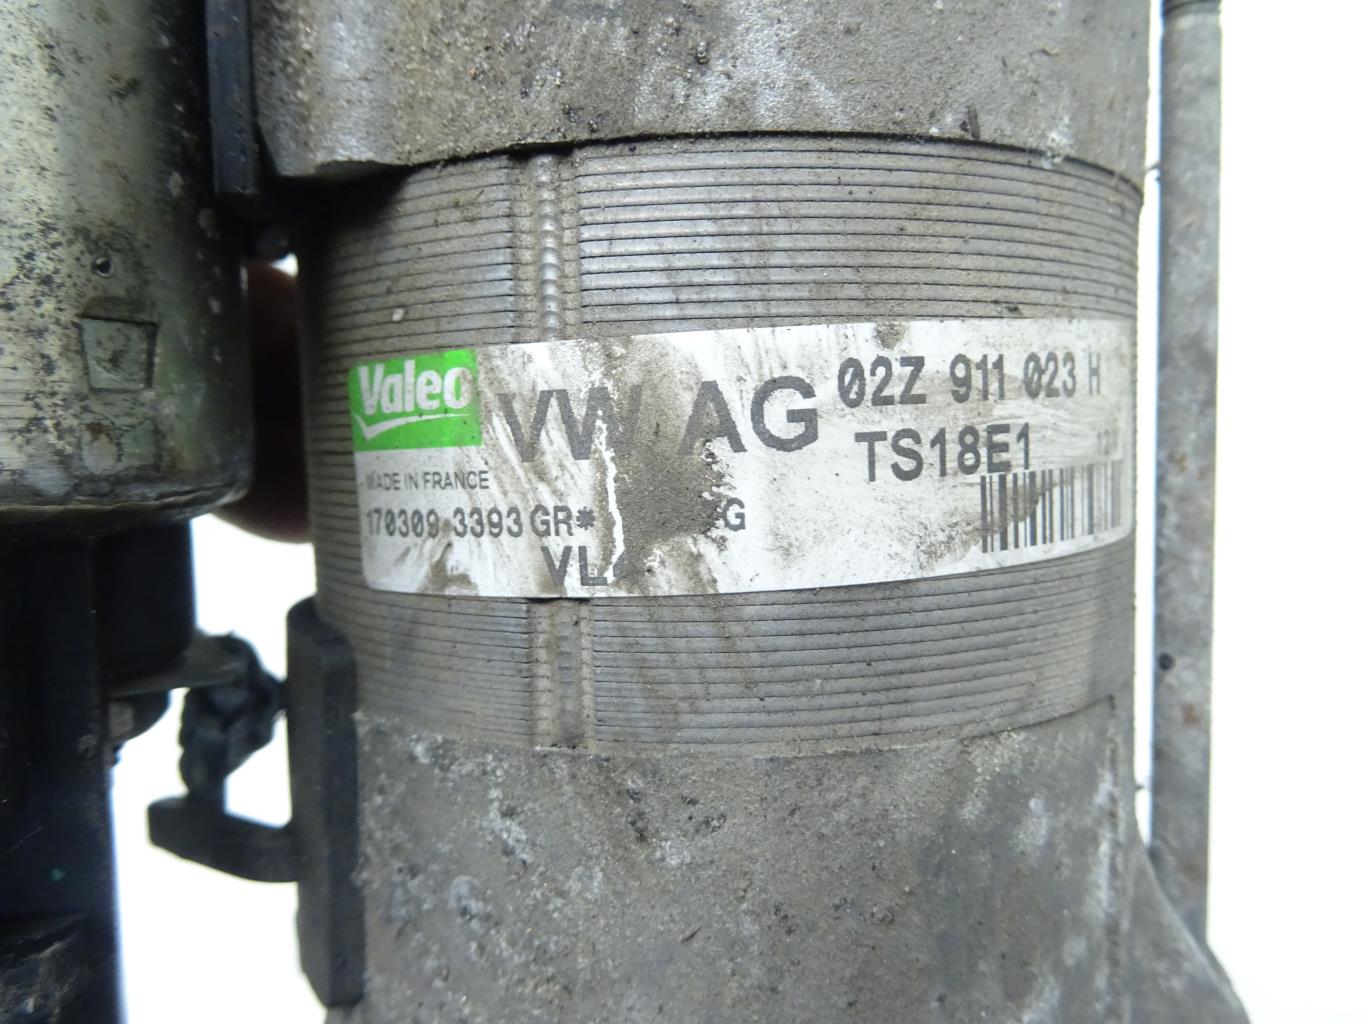 Valeo VW AG 02Z 911 023 H
TS18E1
MADE IN FRANCE
170309 3393 GR* G
VL